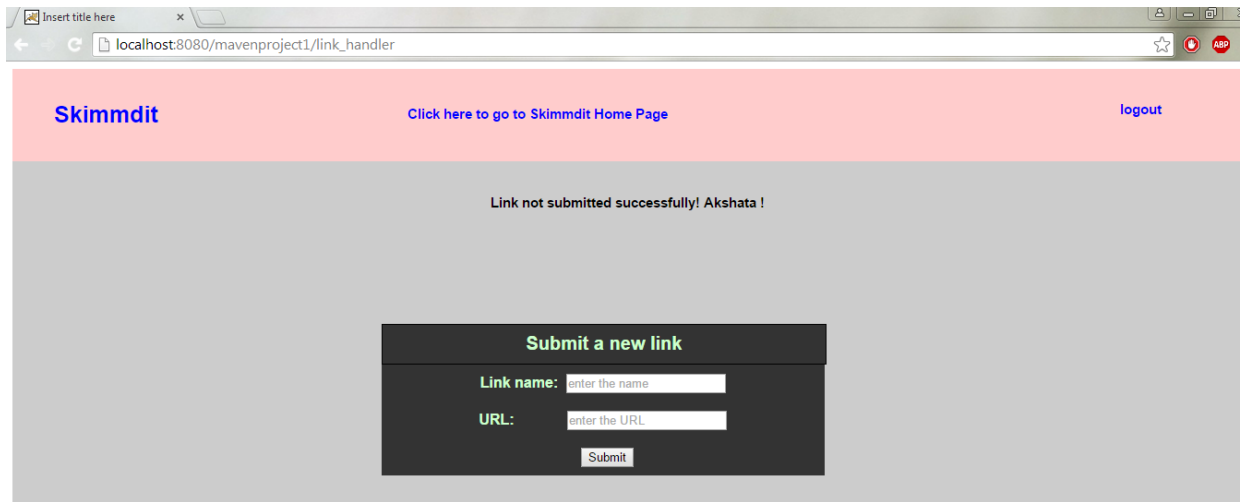 Insert title here
localhost:8080/mavenproject1/link_handler
ABP
Skimmdit Click here to go to Skimmdit Home Page logout
Link not submitted successfully! Akshata !
Submit a new link
Link name: enter the name
URL: enter the URL
Submit